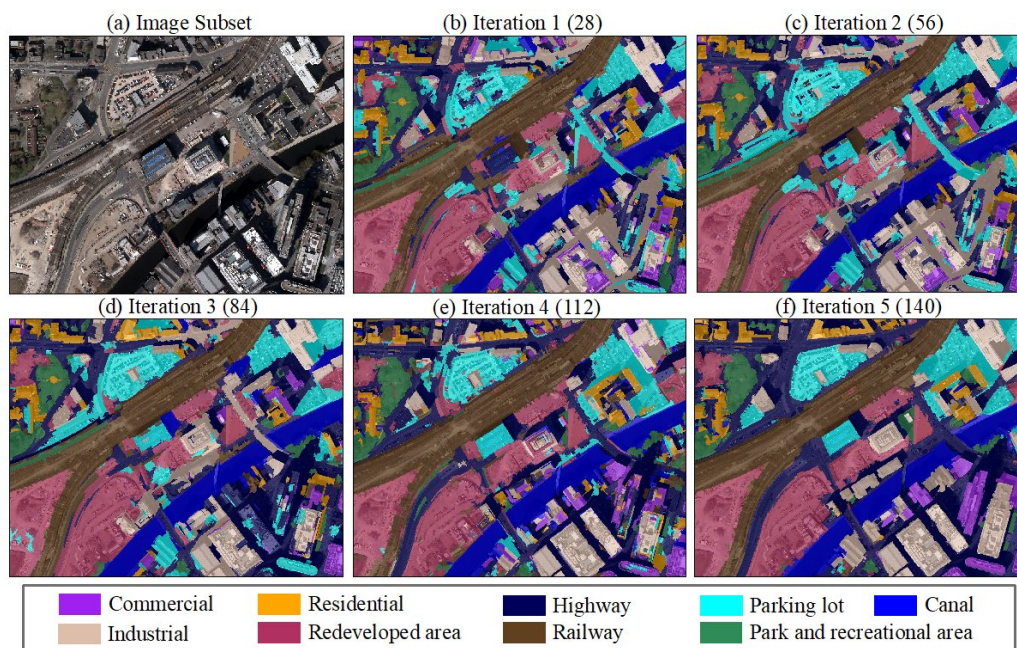 (a) Image Subset
(b) Iteration 1 (28)
(c) Iteration 2 (56)
(d) Iteration 3 (84)
(e) Iteration 4 (112)
(f) Iteration 5 (140)
Commercial
Residential
Highway
Parking lot
Canal
Industrial
Redeveloped area
Railway
Park and recreational area